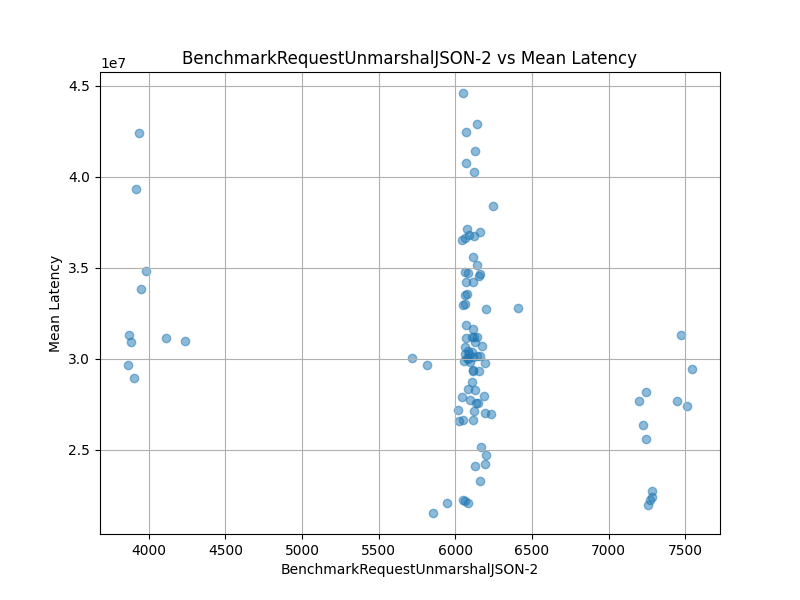 BenchmarkRequestUnmarshalJSON-2 vs Mean Latency
1e7
4.5
4.0
3.5
3.0
2.5
Mean Latency
4000 4500 5000 5500 6000 6500 7000 7500
BenchmarkRequestUnmarshalJSON-2